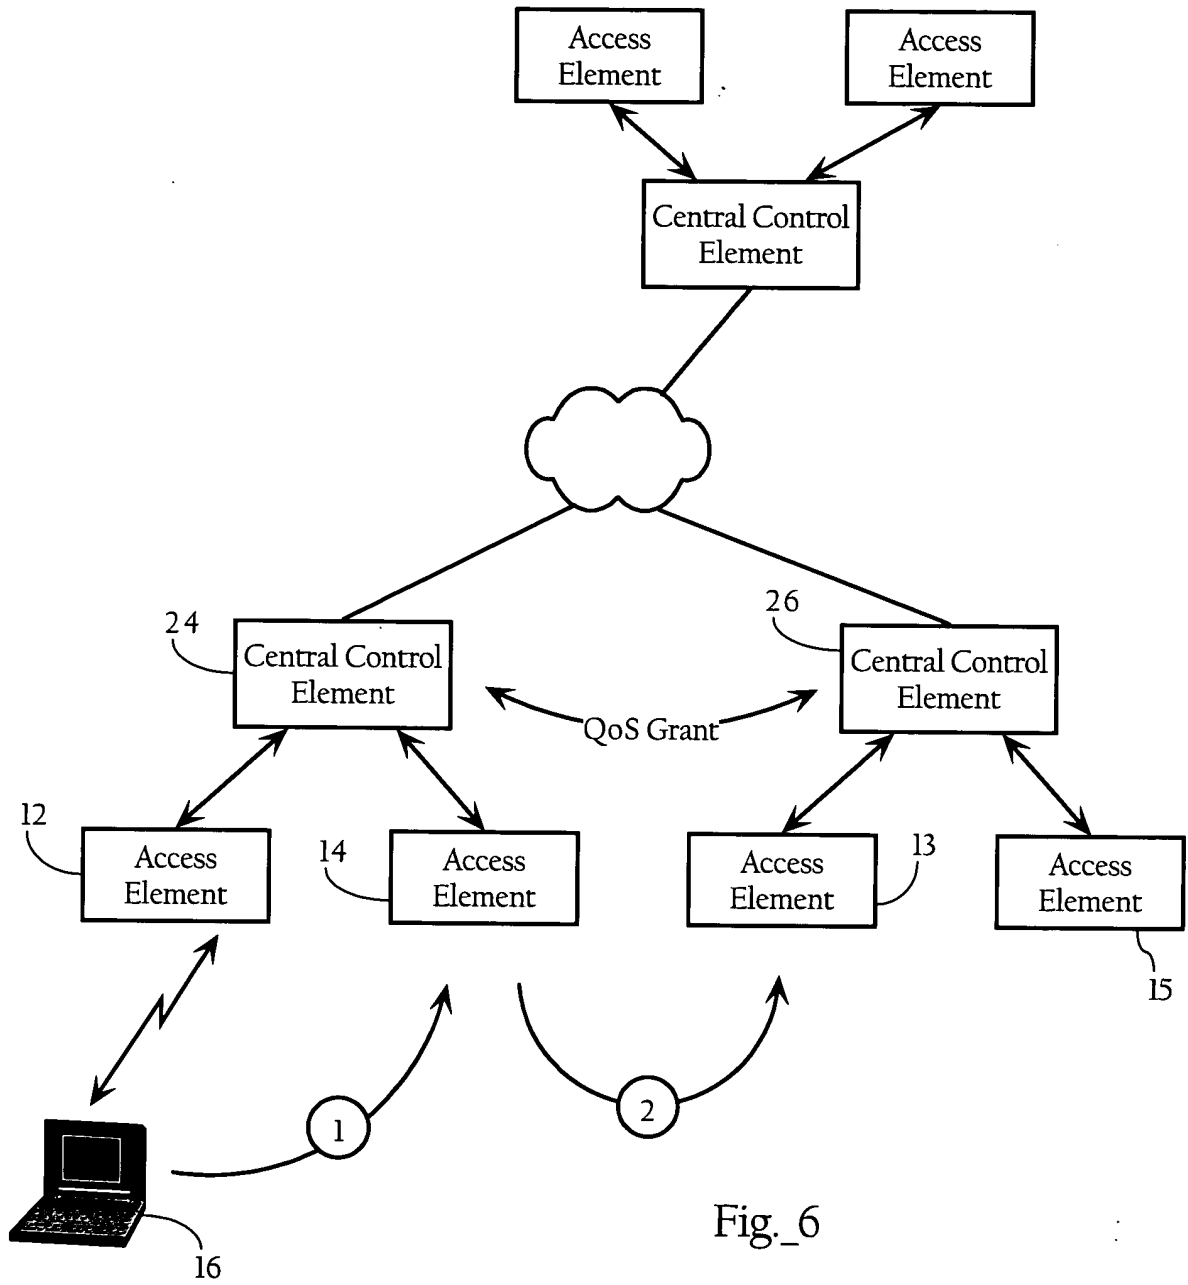 Access
Element
Access
Element
Central Control
Element
24
Central Control
Element
26
Central Control
Element
QoS Grant
12
Access
Element
14
Access
Element
Access
Element
13
Access
Element
15
1
2
16
Fig._6